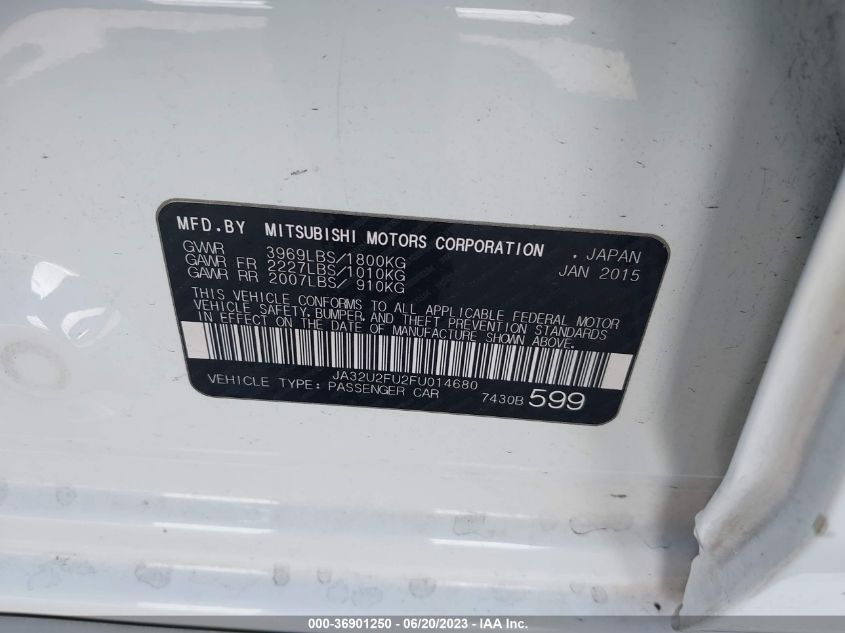 MFD.BY MITSUBISHI MOTORS CORPORATION . JAPAN
GVWR 3969LBS/1800KG JAN 2015
GAWR FR 2227LBS/1010KG
GAWR RR 2007LBS/ 910KG
THIS VEHICLE CONFORMS TO ALL APPLICABLE FEDERAL MOTOR
VEHICLE SAFETY, BUMPER, AND THEFT PREVENTION STANDARDS
IN EFFECT ON THE DATE OF MANUFACTURE SHOWN ABOVE.
JA32U2FU2FU014680
VEHICLE TYPE: PASSENGER CAR 7430B 599
000-36901250 - 06/20/2023 - IAA Inc.